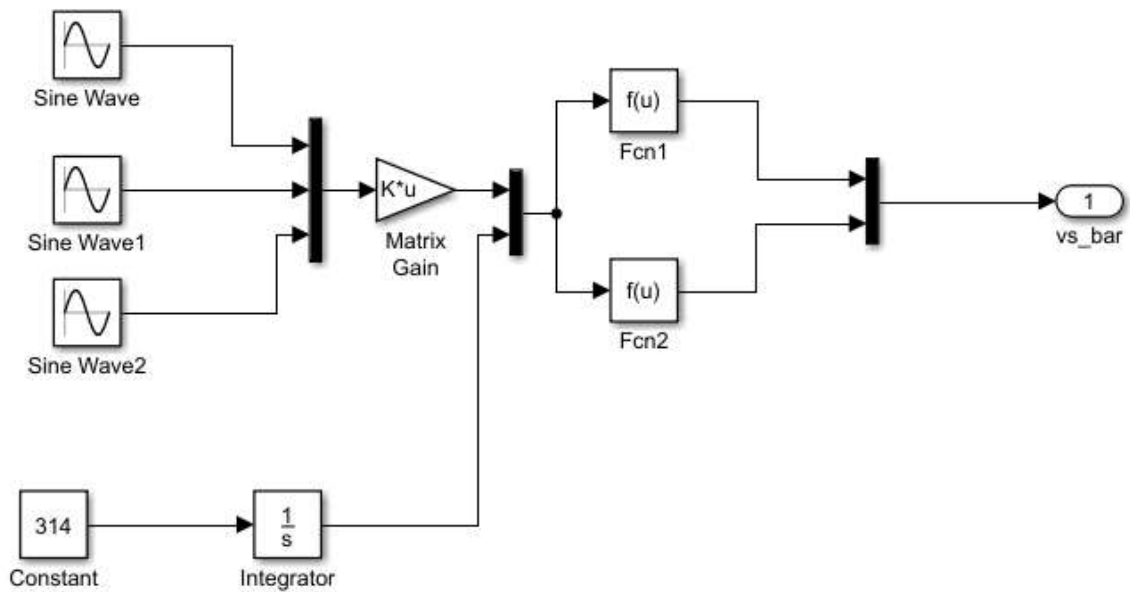 Sine Wave
Sine Wave1
Sine Wave2
K*u
Matrix
Gain
f(u)
Fcn1
f(u)
Fcn2
1
vs_bar
314
Constant
1
s
Integrator